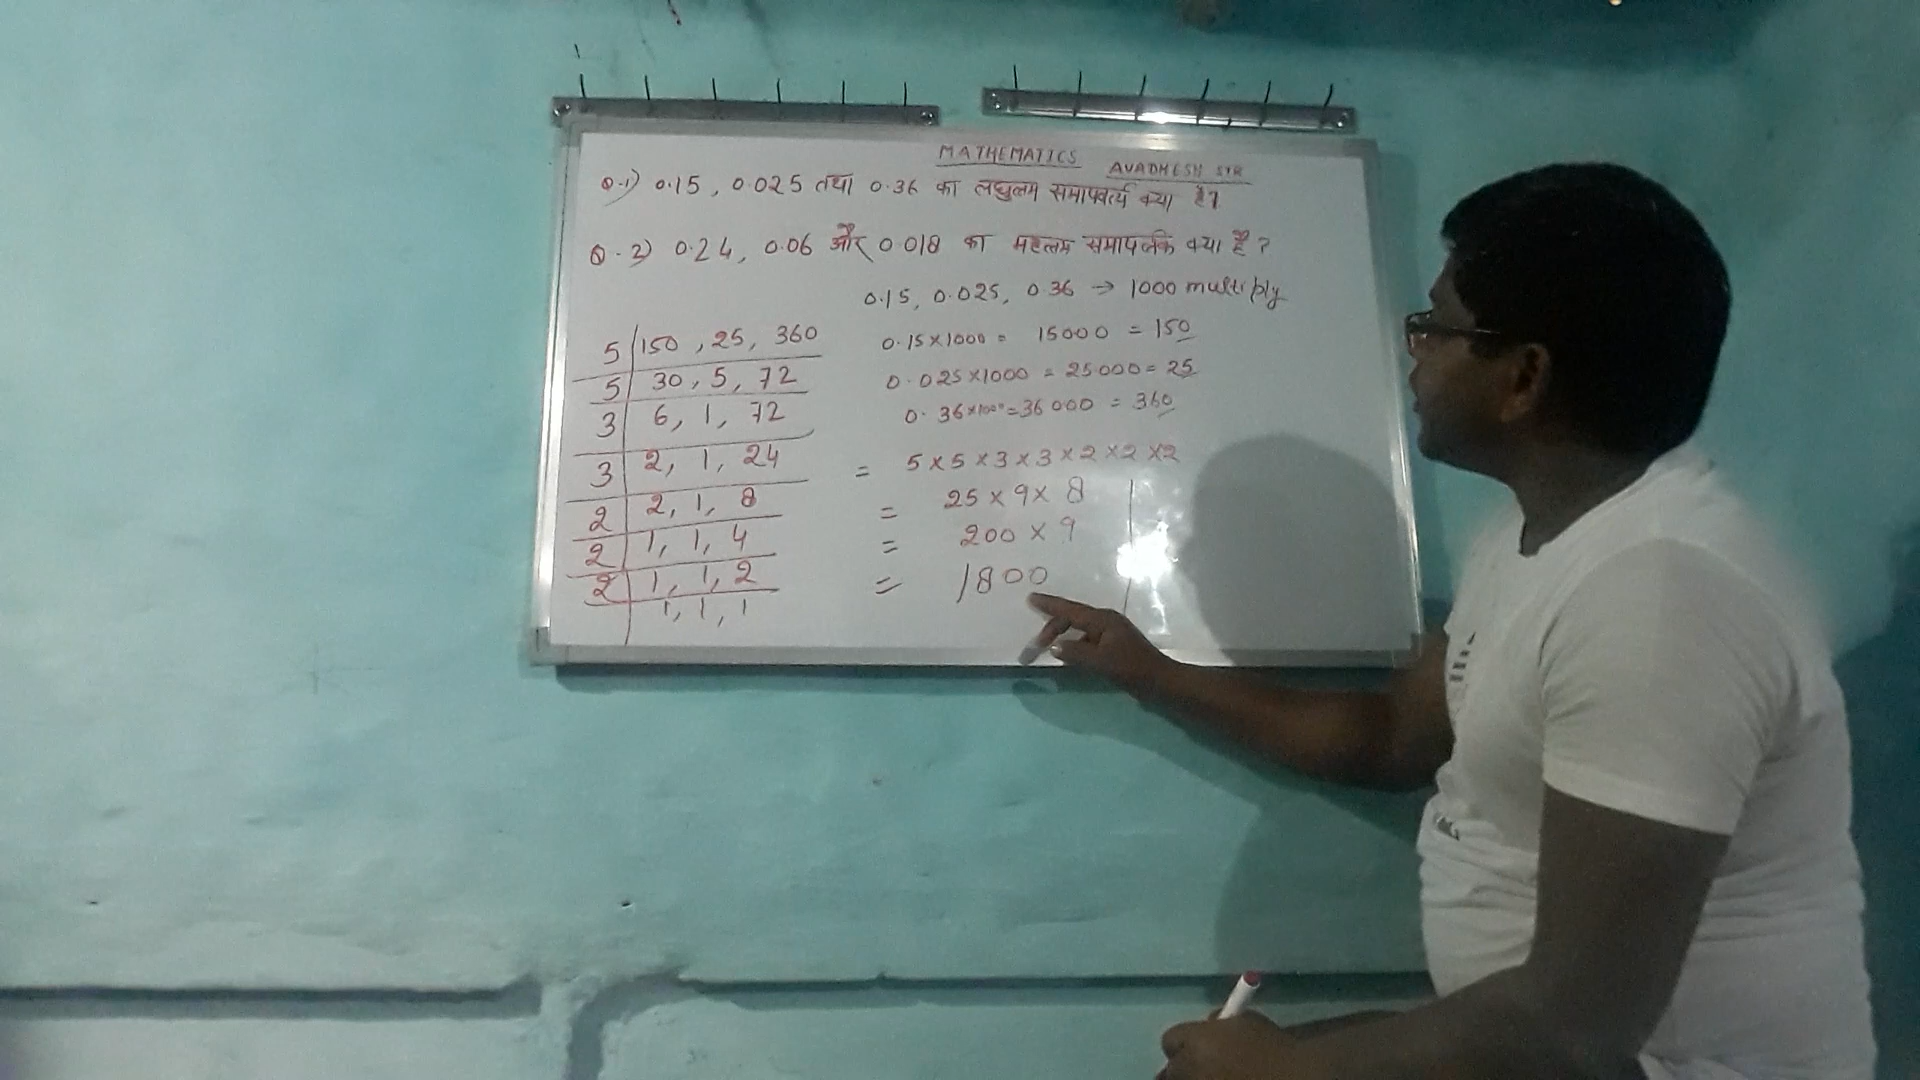 MATHEMATICS AVADHESH SIR
Q.1) 0.15, 0.025 तथा 0.36 का लघुत्तम समापवर्त्य क्या है?
Q.2) 0.24, 0.06 और 0.018 का महत्तम समापवर्तक क्या है?
0.15, 0.025, 0.36 → 1000 multiply
5 | 150, 25, 360
5 | 30, 5, 72
3 | 6, 1, 72
3 | 2, 1, 24
2 | 2, 1, 8
2 | 1, 1, 4
2 | 1, 1, 2
1, 1, 1
0.15×1000 = 15000 = 150
0.025×1000 = 25000 = 25
0.36×1000 = 36000 = 360
= 5×5×3×3×2×2×2
= 25×9×8
= 200×9
= 1800